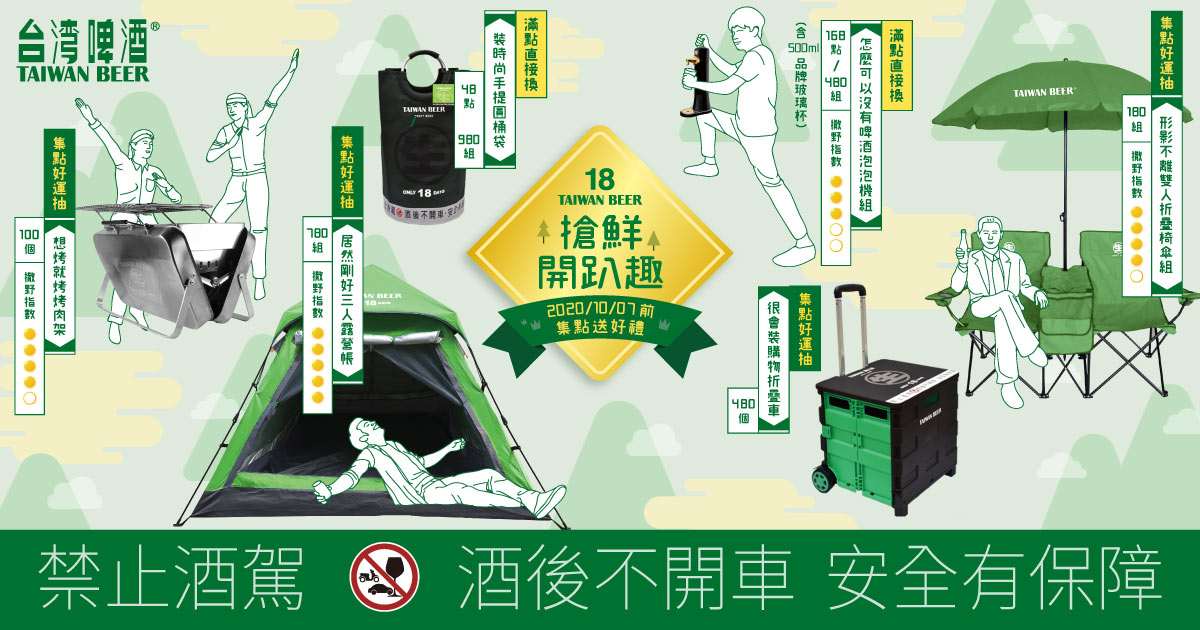 台湾啤酒®
TAIWAN BEER
集點好運抽
想烤就烤烤肉架
100個
撒野指數
集點好運抽
居然剛好三人露營帳
180組
撒野指數
滿點直接換
裝時尚手提圓桶袋
48點
980組
TAIWAN BEER
ONLY 18 DAYS
酒後不開車
18
TAIWAN BEER
搶鮮
開趴趣
2020/10/07前
集點送好禮
滿點直接換
怎麼可以沒有啤酒泡泡機組
168點/480組
撒野指數
(含500ml品牌玻璃杯)
集點好運抽
很會裝購物折疊車
480個
TAIWAN BEER
集點好運抽
形影不離雙人折疊椅傘組
180組
撒野指數
TAIWAN BEER
禁止酒駕 酒後不開車 安全有保障